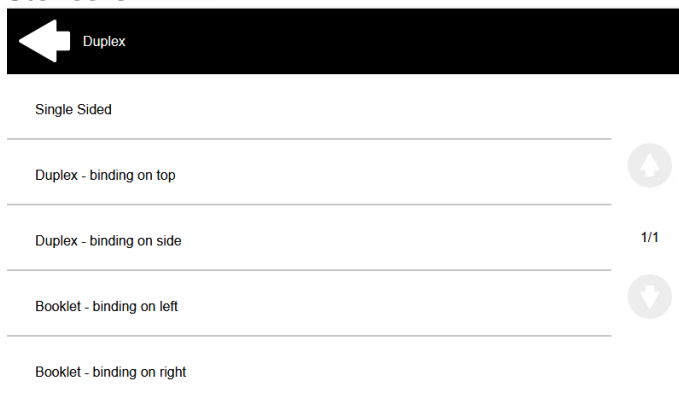 Duplex
Single Sided
Duplex - binding on top
Duplex - binding on side
1/1
Booklet - binding on left
Booklet - binding on right